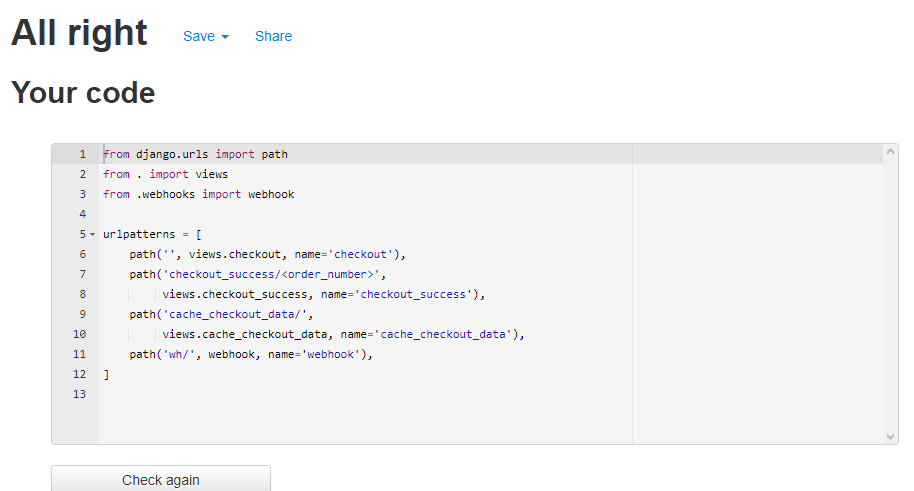 All right Save Share
Your code
1 from django.urls import path
2 from . import views
3 from .webhooks import webhook
4
5 urlpatterns = [
6     path('', views.checkout, name='checkout'),
7     path('checkout_success/<order_number>',
8          views.checkout_success, name='checkout_success'),
9     path('cache_checkout_data/',
10          views.cache_checkout_data, name='cache_checkout_data'),
11     path('wh/', webhook, name='webhook'),
12 ]
13
Check again